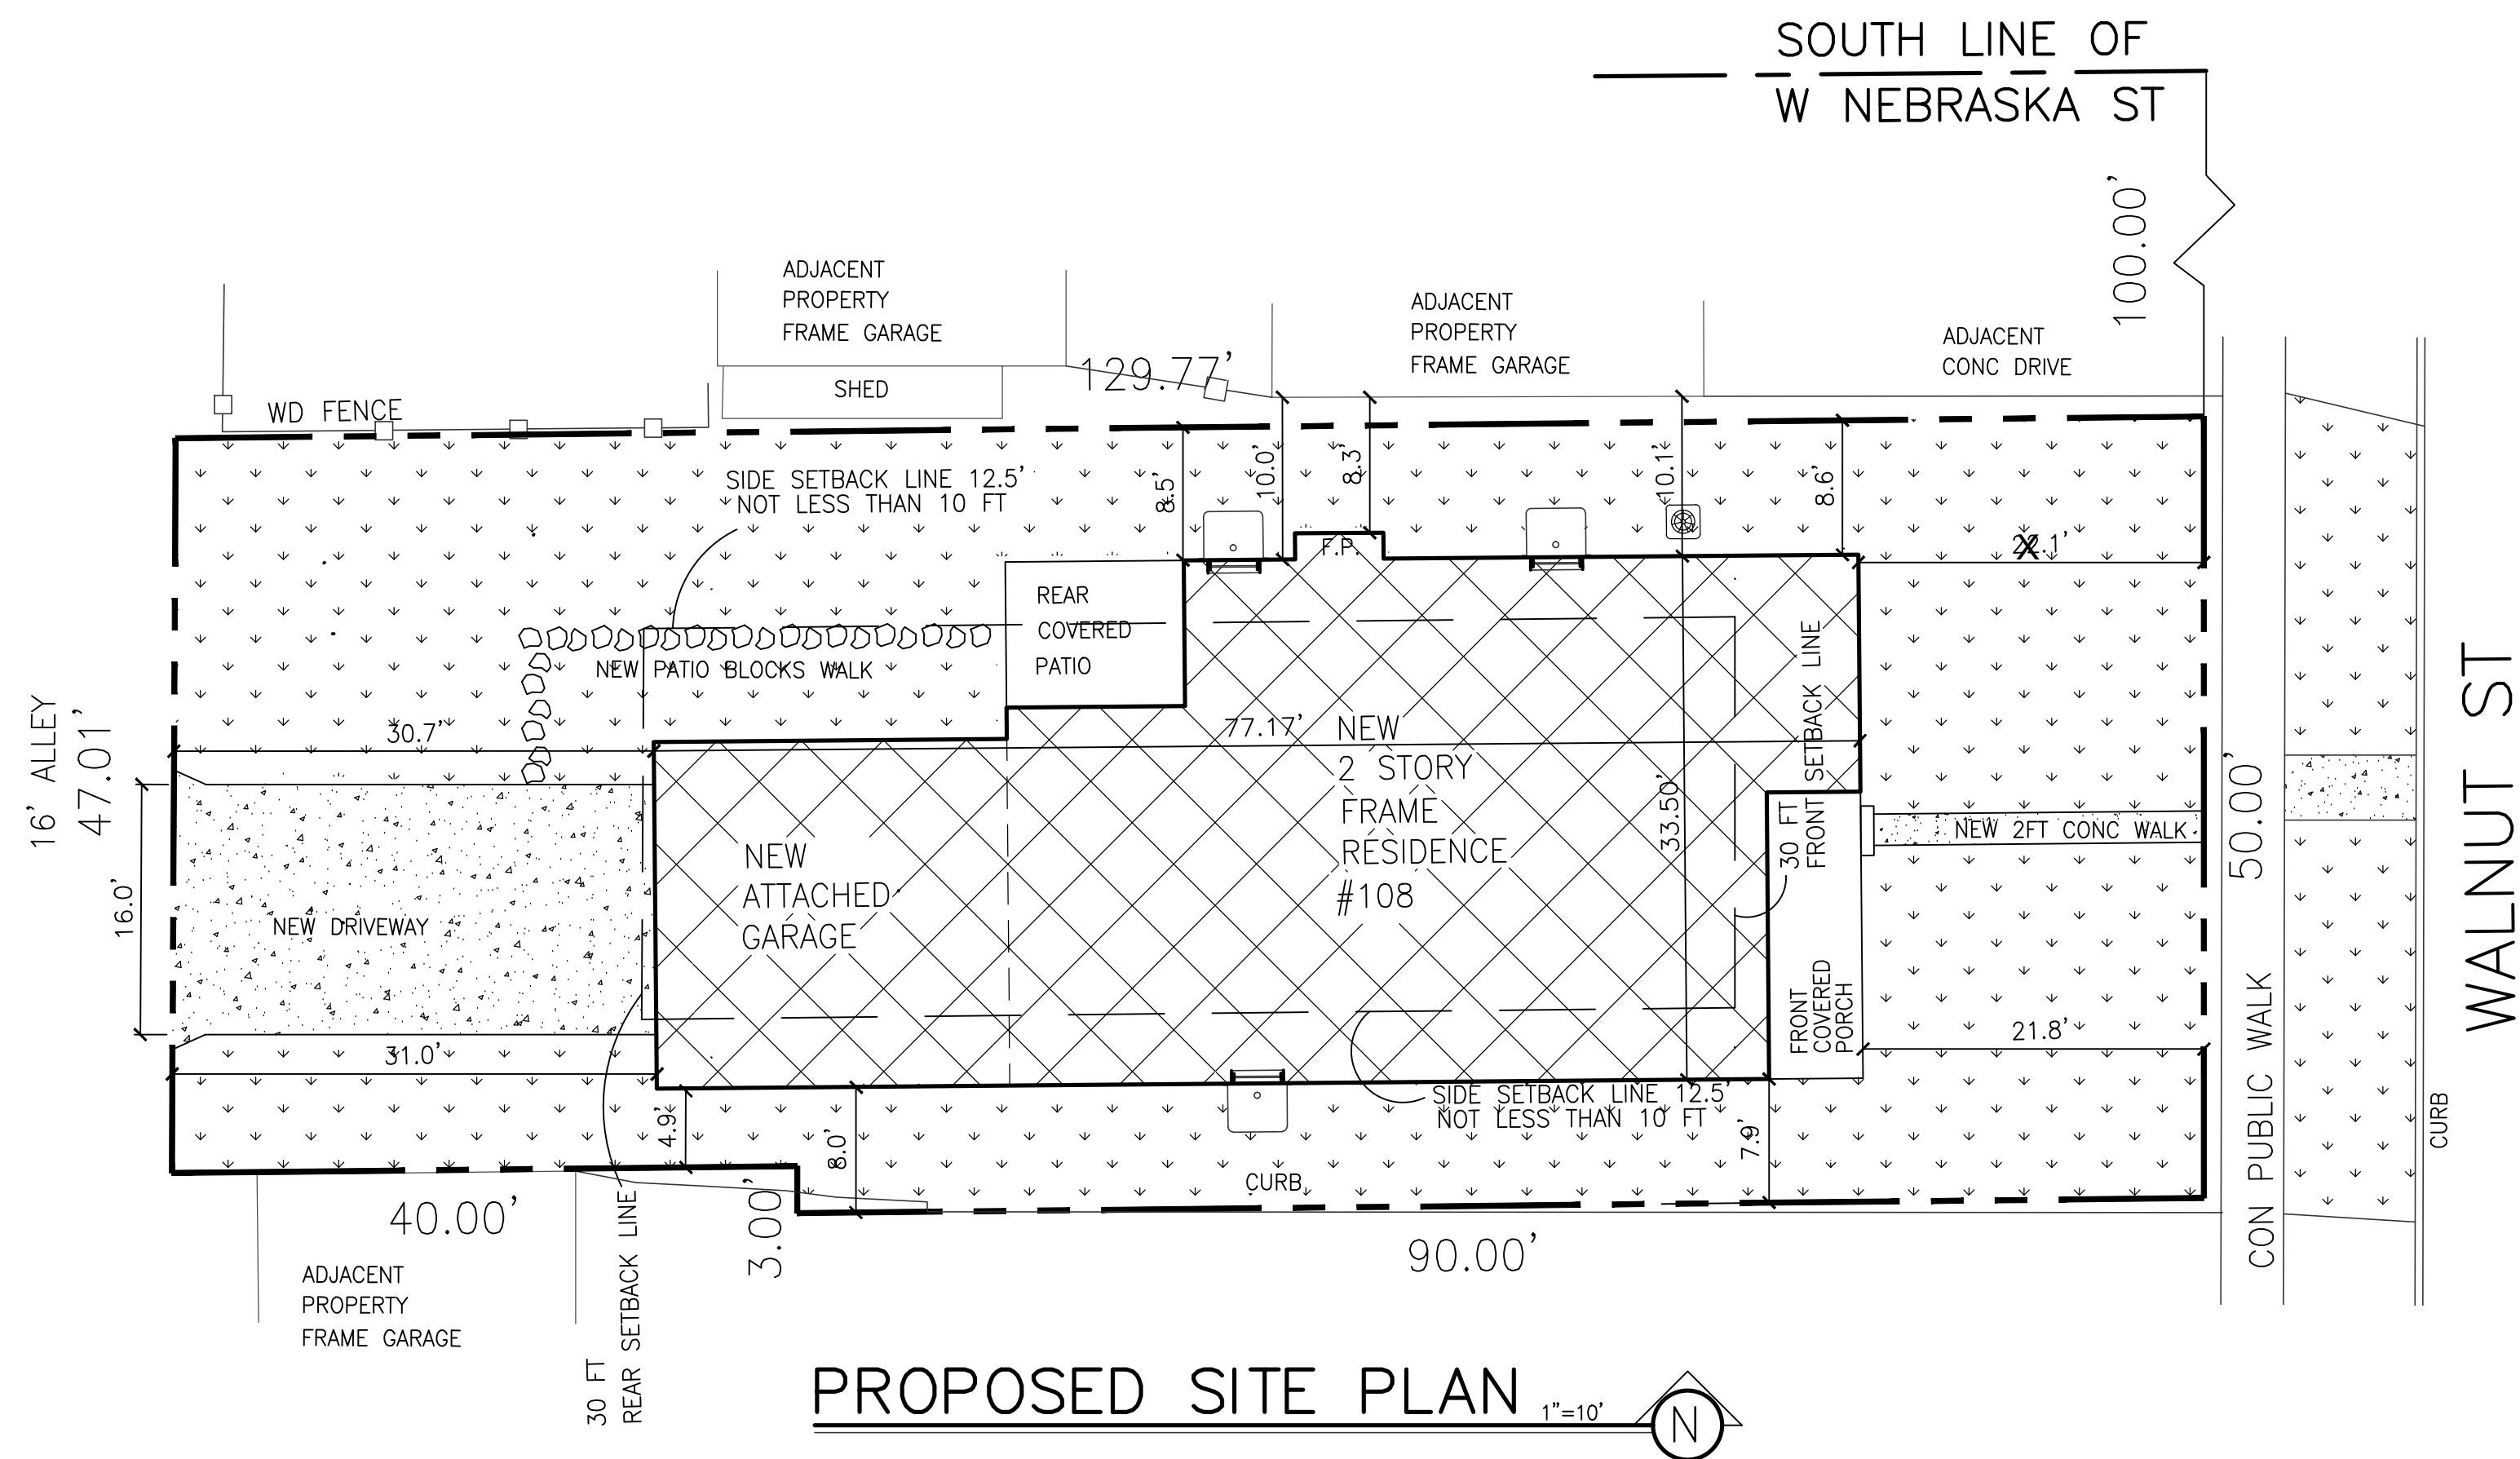 SOUTH LINE OF
W NEBRASKA ST
100.00'
ADJACENT
PROPERTY
FRAME GARAGE
SHED
129.77'
ADJACENT
PROPERTY
FRAME GARAGE
ADJACENT
CONC DRIVE
WD FENCE
SIDE SETBACK LINE 12.5'
NOT LESS THAN 10 FT
8.5'
10.0'
8.3'
10.1'
8.6'
F.P.
22.1'
X
REAR
COVERED
PATIO
NEW PATIO BLOCKS WALK
SETBACK LINE
30 FT
FRONT
16' ALLEY
47.01'
30.7'
77.17'
NEW
2 STORY
FRAME
RESIDENCE
#108
33.50'
NEW
ATTACHED
GARAGE
16.0'
NEW DRIVEWAY
NEW 2FT CONC WALK
50.00'
WALNUT ST
FRONT
COVERED
PORCH
31.0'
21.8'
CON PUBLIC WALK
CURB
4.9'
8.0'
SIDE SETBACK LINE 12.5'
NOT LESS THAN 10 FT
7.9'
CURB
40.00'
3.00'
90.00'
ADJACENT
PROPERTY
FRAME GARAGE
30 FT
REAR SETBACK LINE
PROPOSED SITE PLAN
1"=10'
N